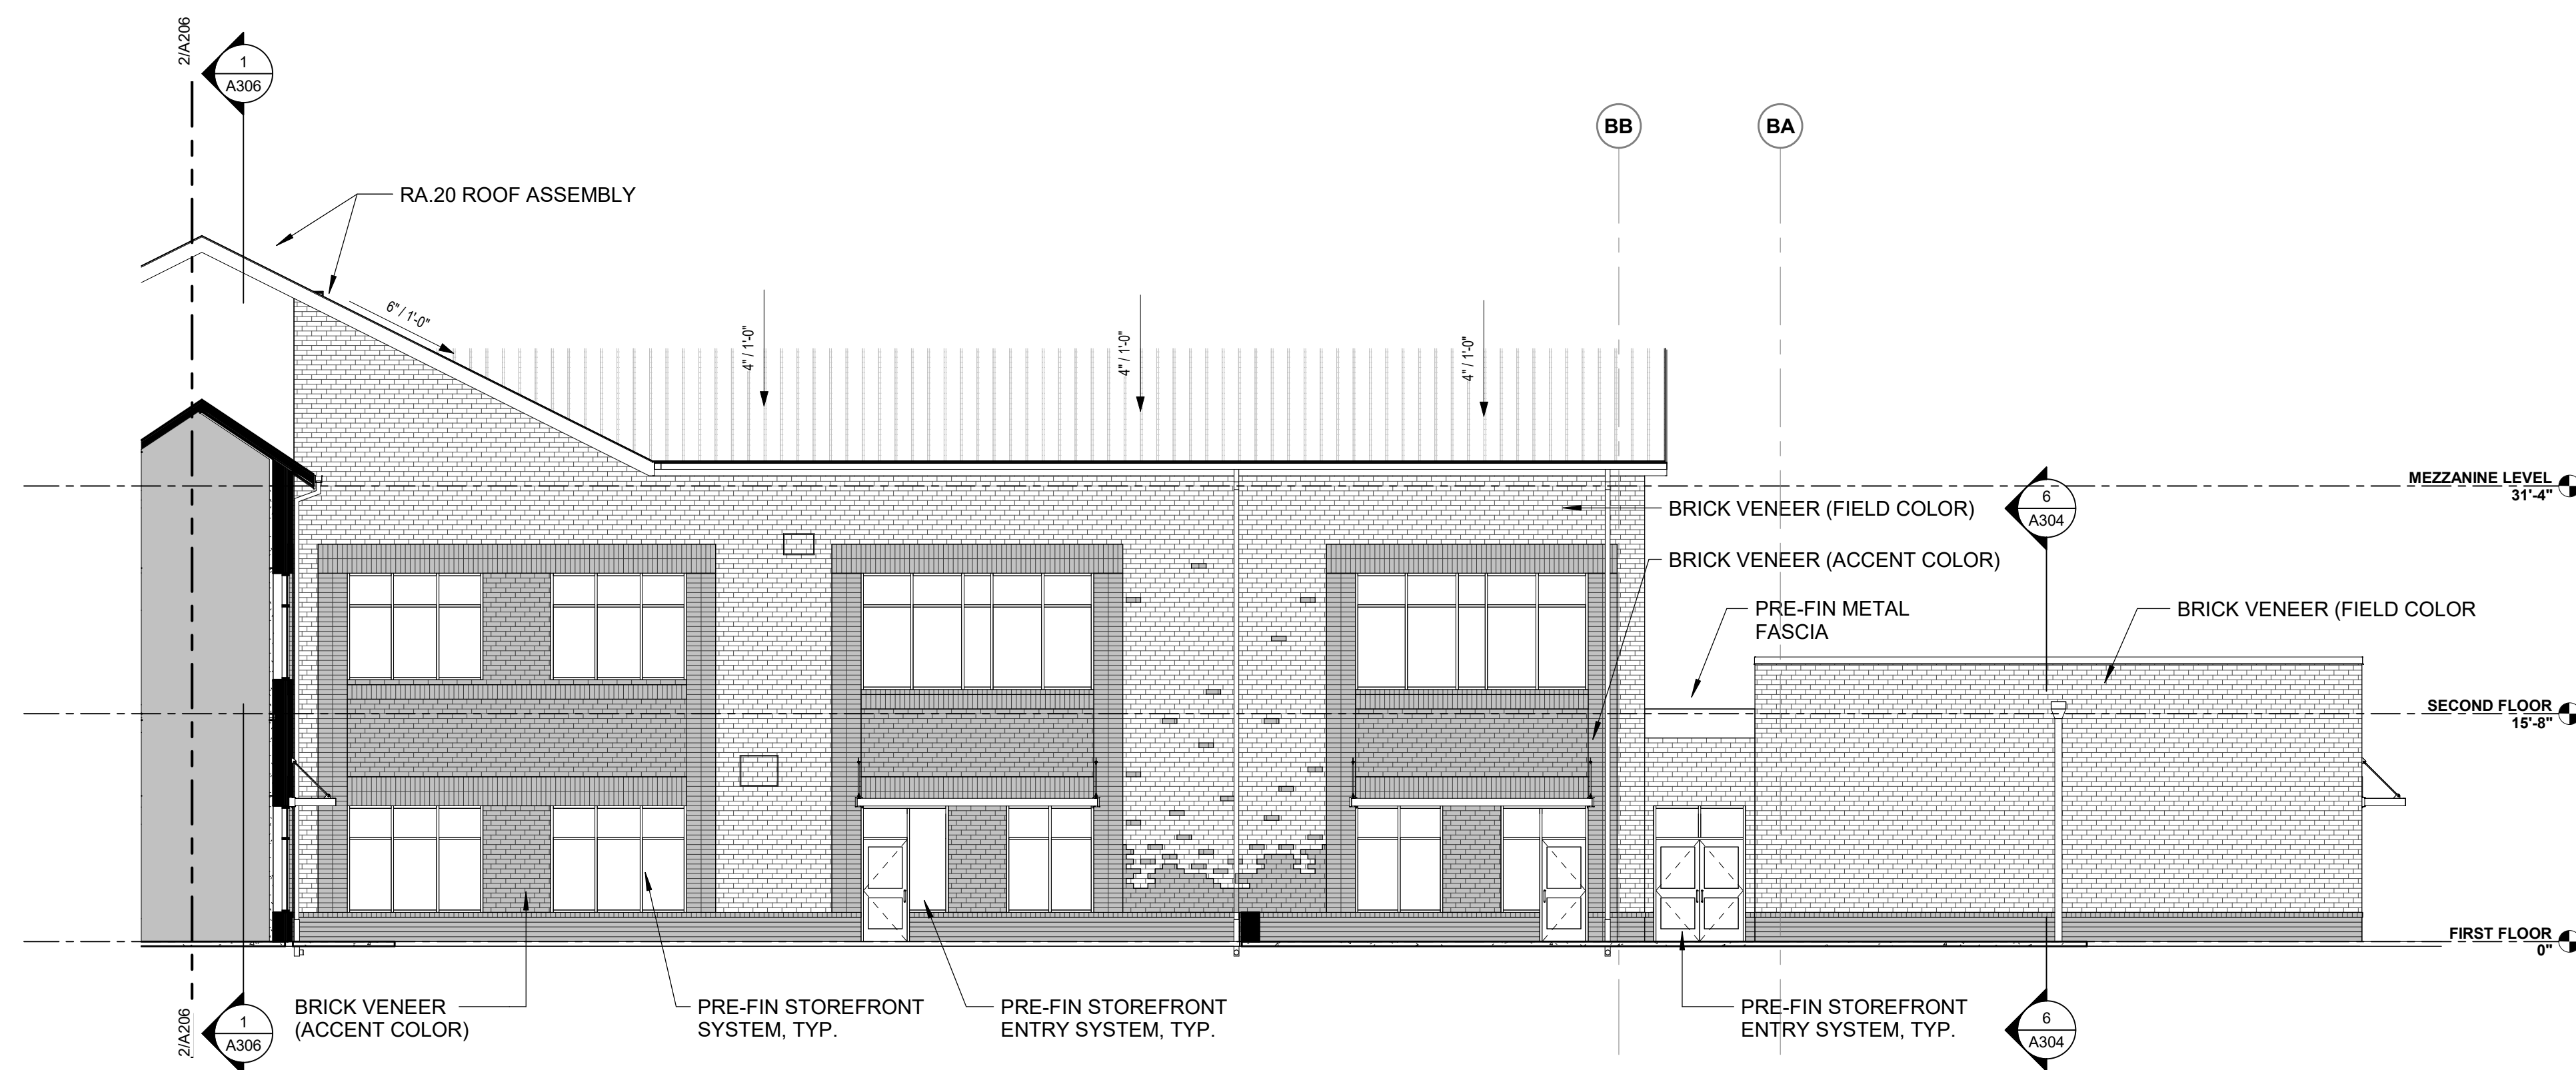 2/A206
1
A306
BB
BA
RA.20 ROOF ASSEMBLY
6" / 1'-0"
4" / 1'-0"
4" / 1'-0"
4" / 1'-0"
MEZZANINE LEVEL
31'-4"
BRICK VENEER (FIELD COLOR)
6
A304
BRICK VENEER (ACCENT COLOR)
PRE-FIN METAL
FASCIA
BRICK VENEER (FIELD COLOR
SECOND FLOOR
15'-8"
FIRST FLOOR
0"
2/A206
1
A306
BRICK VENEER
(ACCENT COLOR)
PRE-FIN STOREFRONT
SYSTEM, TYP.
PRE-FIN STOREFRONT
ENTRY SYSTEM, TYP.
PRE-FIN STOREFRONT
ENTRY SYSTEM, TYP.
6
A304